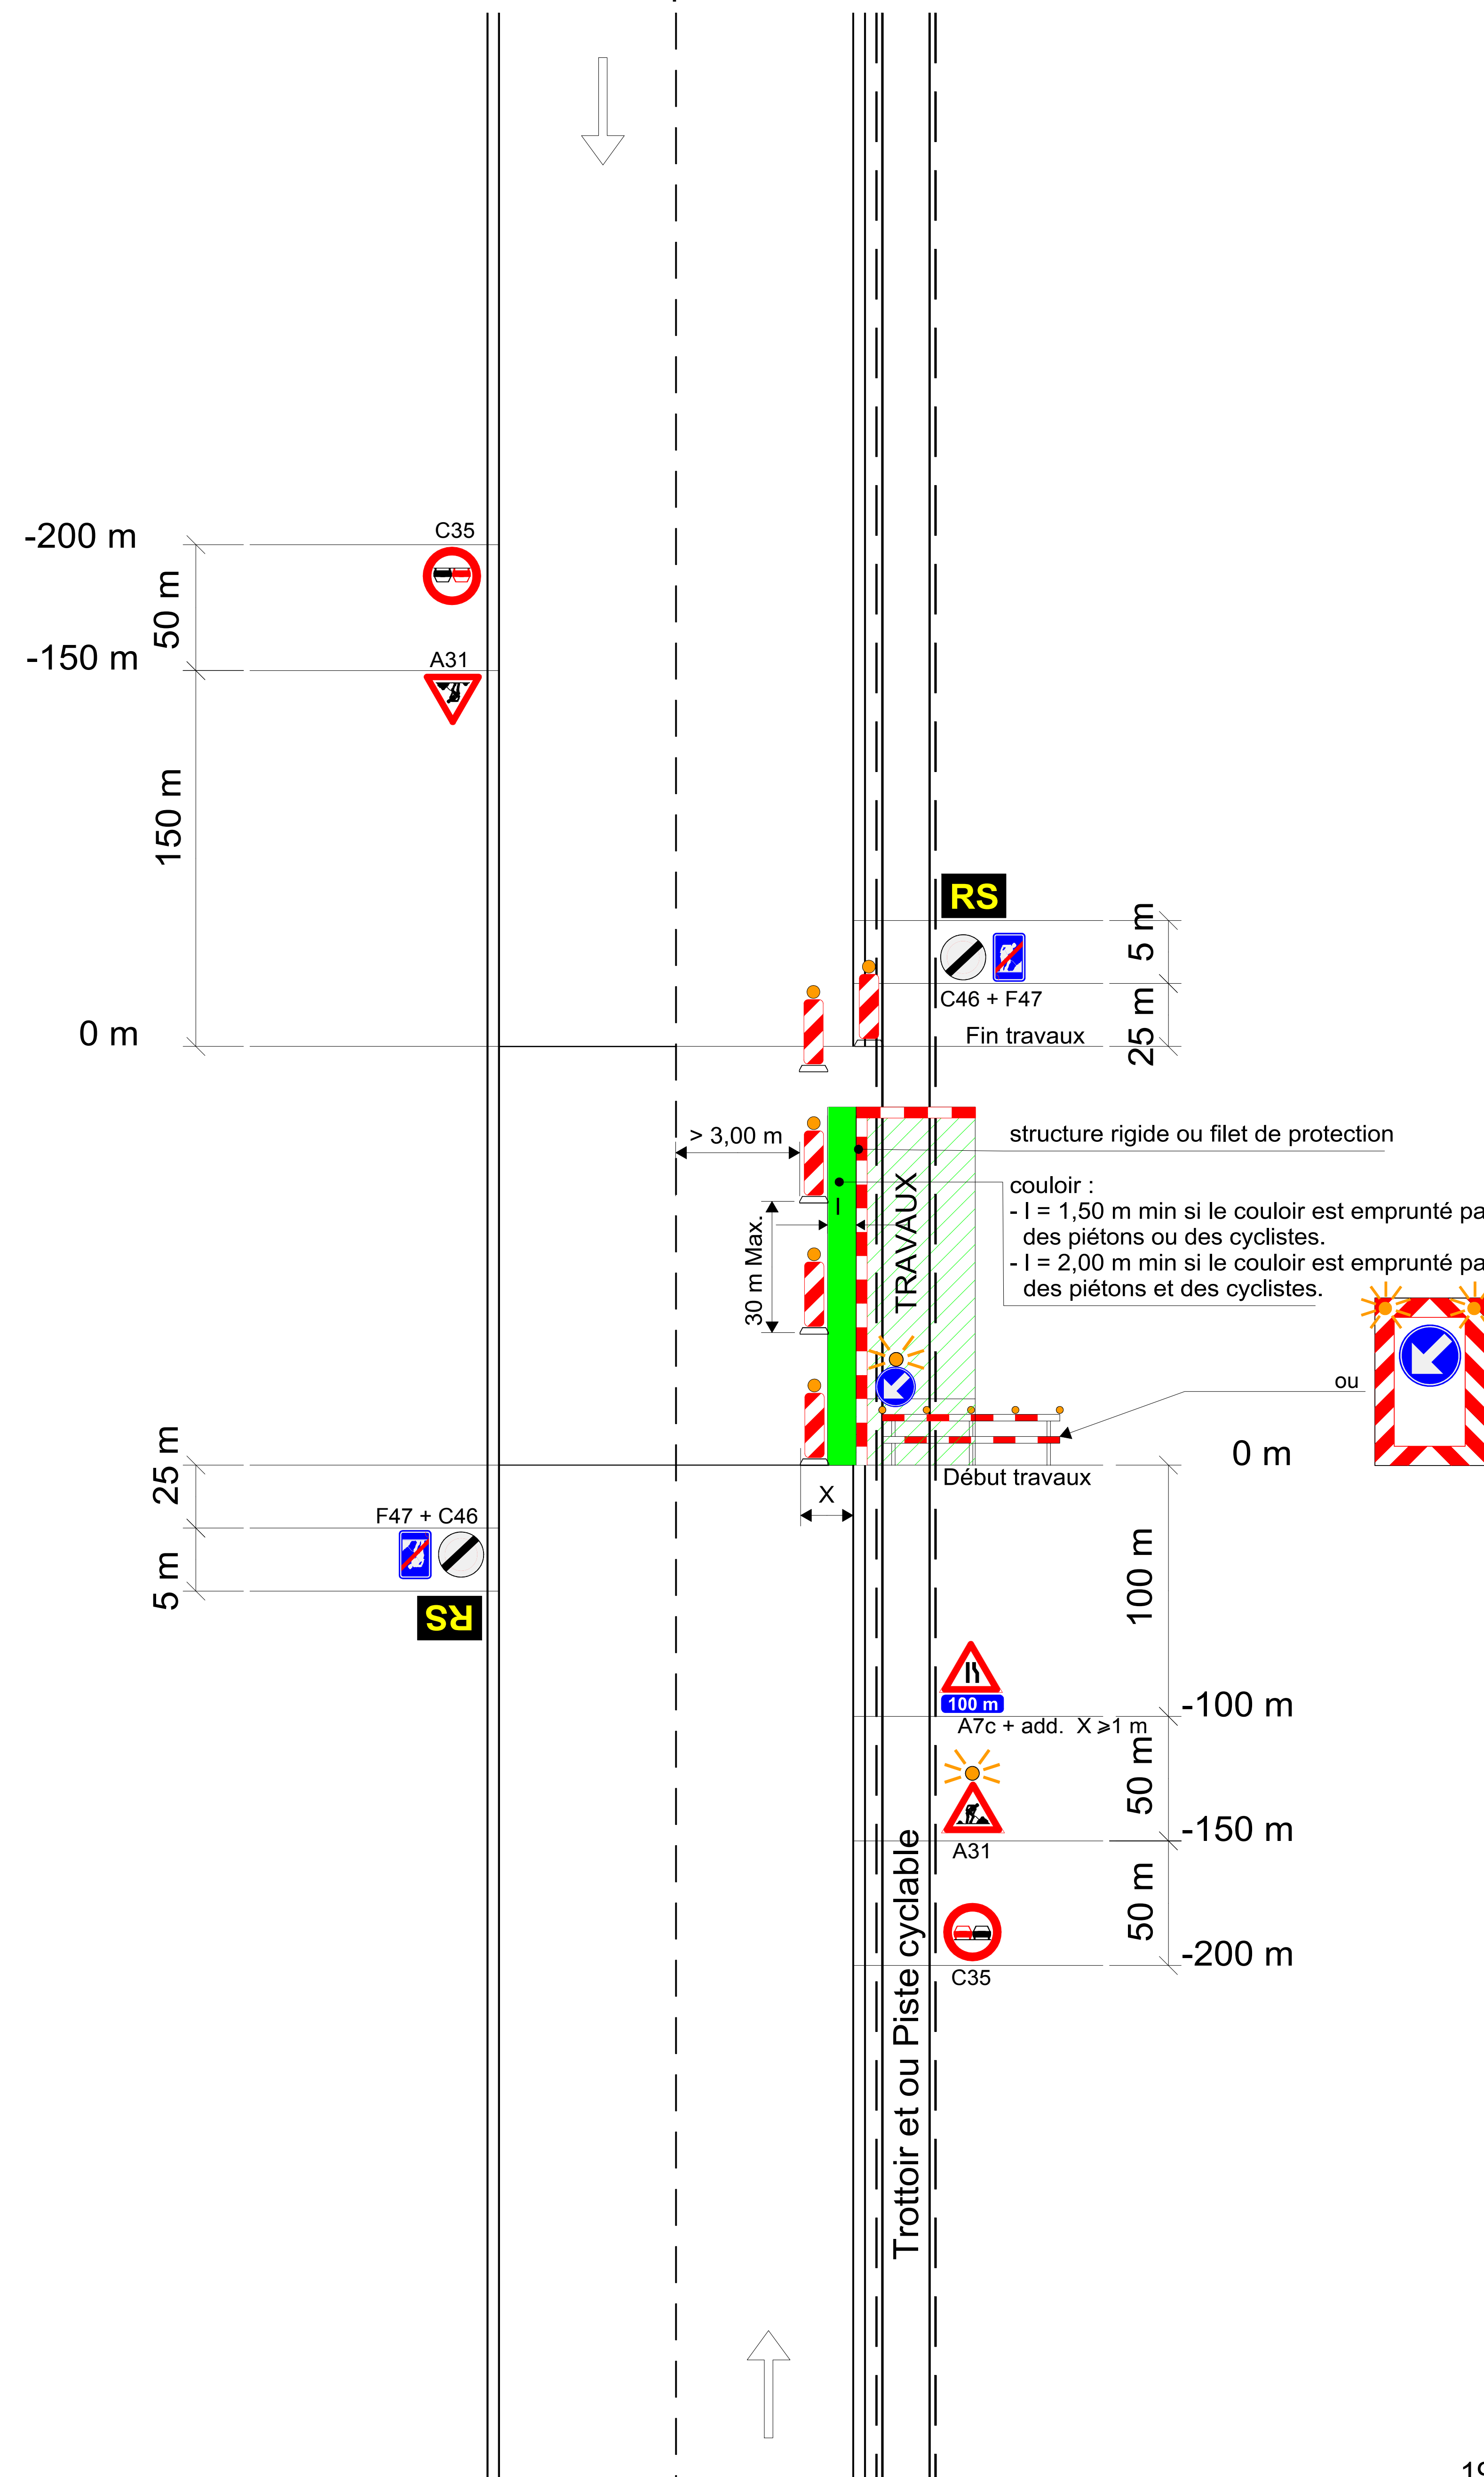 C35
-200 m
50 m
-150 m
A31
150 m
RS
5 m
C46 + F47
25 m
0 m
Fin travaux
> 3,00 m
structure rigide ou filet de protection
TRAVAUX
couloir :
- l = 1,50 m min si le couloir est emprunté pa
des piétons ou des cyclistes.
- l = 2,00 m min si le couloir est emprunté pa
des piétons et des cyclistes.
l
30 m Max.
ou
0 m
Début travaux
25 m
X
F47 + C46
5 m
RS
100 m
100 m
-100 m
A7c + add. X ⩾1 m
50 m
-150 m
A31
50 m
-200 m
C35
Trottoir et ou Piste cyclable
19